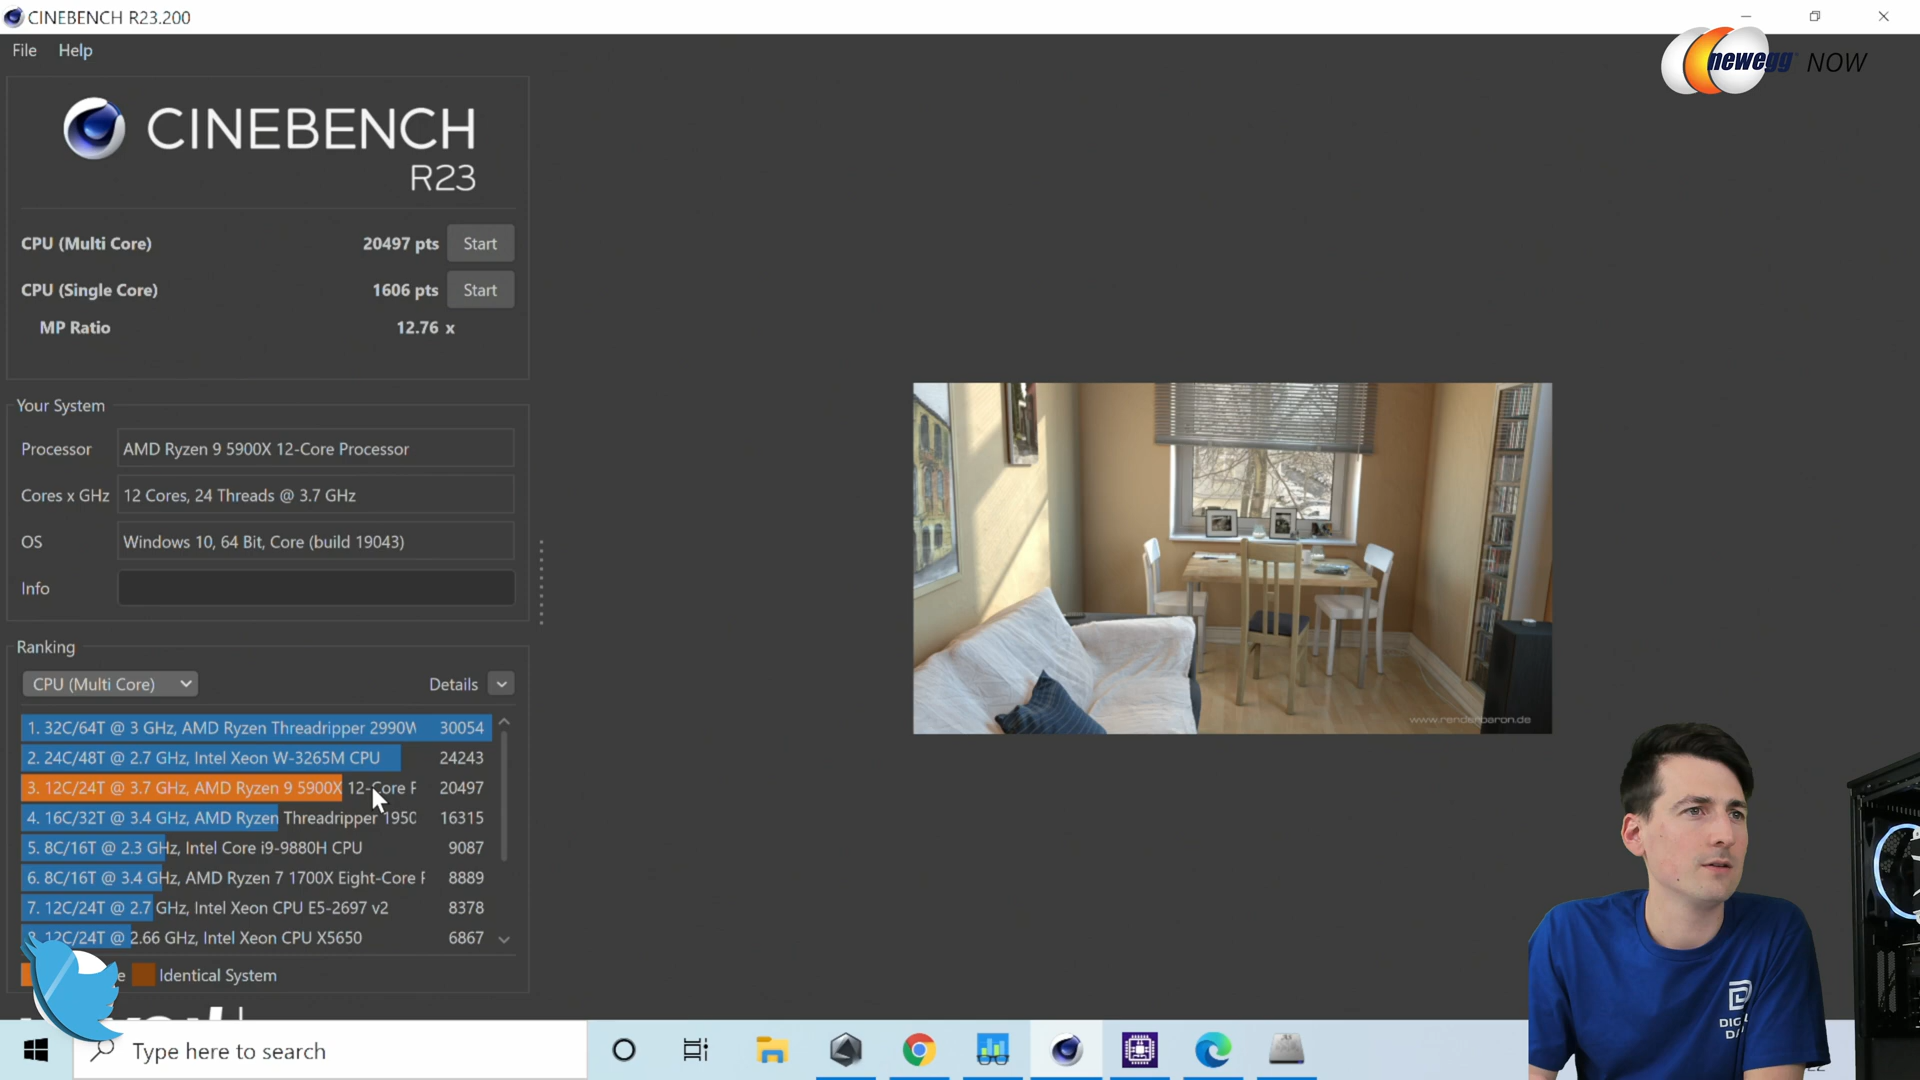 CINEBENCH R23.200
File Help
newegg NOW
CINEBENCH
R23
CPU (Multi Core) 20497 pts Start
CPU (Single Core) 1606 pts Start
MP Ratio 12.76 x
Your System
Processor AMD Ryzen 9 5900X 12-Core Processor
Cores x GHz 12 Cores, 24 Threads @ 3.7 GHz
OS Windows 10, 64 Bit, Core (build 19043)
Info
Ranking
CPU (Multi Core) Details
1. 32C/64T @ 3 GHz, AMD Ryzen Threadripper 2990W 30054
2. 24C/48T @ 2.7 GHz, Intel Xeon W-3265M CPU 24243
3. 12C/24T @ 3.7 GHz, AMD Ryzen 9 5900X 12-Core 20497
4. 16C/32T @ 3.4 GHz, AMD Ryzen Threadripper 1950 16315
5. 8C/16T @ 2.3 GHz, Intel Core i9-9880H CPU 9087
6. 8C/16T @ 3.4 GHz, AMD Ryzen 7 1700X Eight-Core 8889
7. 12C/24T @ 2.7 GHz, Intel Xeon CPU E5-2697 v2 8378
8. 12C/24T @ 2.66 GHz, Intel Xeon CPU X5650 6867
Identical System
www.renderbaron.de
Type here to search